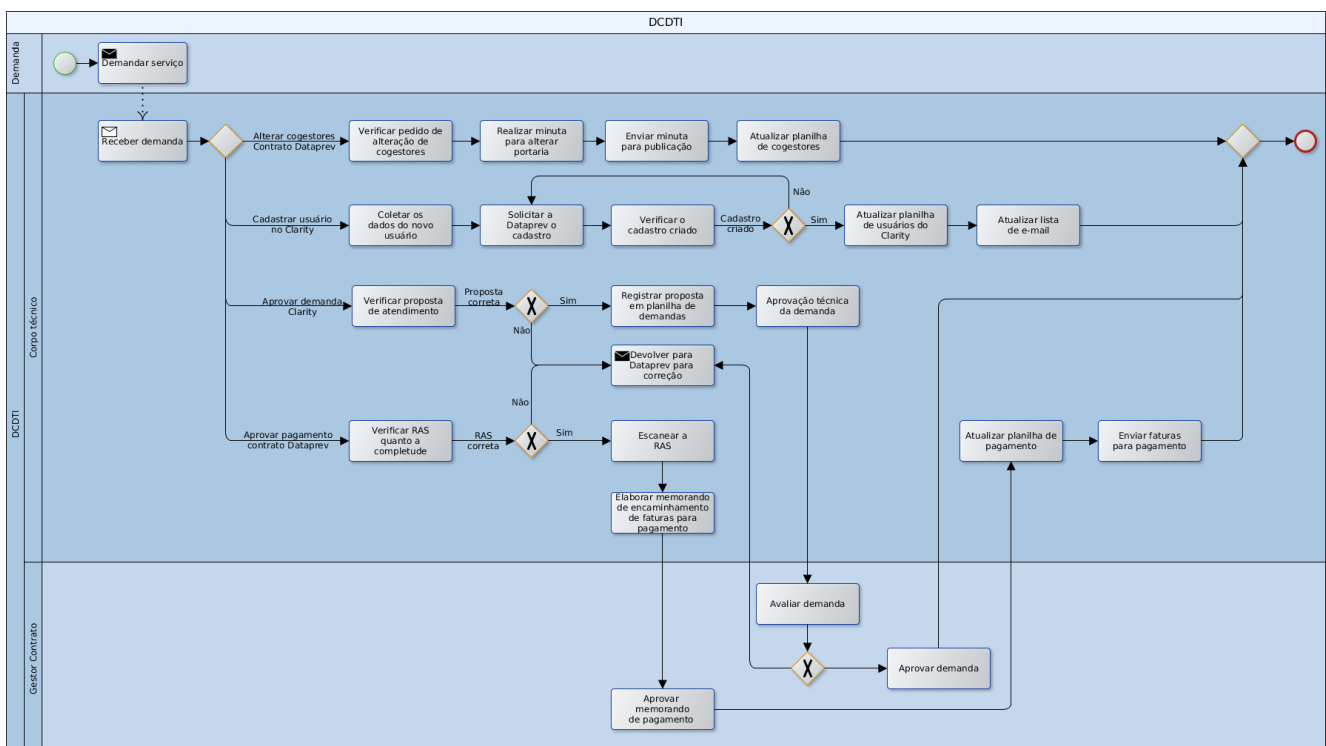 DCDTI
Demanda
Demandar serviço
DCDTI
Corpo técnico
Receber demanda
Alterar cogestores
Contrato Dataprev
Verificar pedido de
alteração de
cogestores
Realizar minuta
para alterar
portaria
Enviar minuta
para publicação
Atualizar planilha
de cogestores
Não
Cadastrar usuário
no Clarity
Coletar os
dados do novo
usuário
Solicitar a
Dataprev o
cadastro
Verificar o
cadastro criado
Cadastro
criado
Sim
Atualizar planilha
de usuários do
Clarity
Atualizar lista
de e-mail
Aprovar demanda
Clarity
Verificar proposta
de atendimento
Proposta
correta
Sim
Não
Registrar proposta
em planilha de
demandas
Aprovação técnica
da demanda
Devolver para
Dataprev para
correção
Não
Aprovar pagamento
contrato Dataprev
Verificar RAS
quanto a
completude
RAS
correta
Sim
Escanear a
RAS
Atualizar planilha de
pagamento
Enviar faturas
para pagamento
Elaborar memorando
de encaminhamento
de faturas para
pagamento
Gestor Contrato
Avaliar demanda
Aprovar demanda
Aprovar
memorando
de pagamento